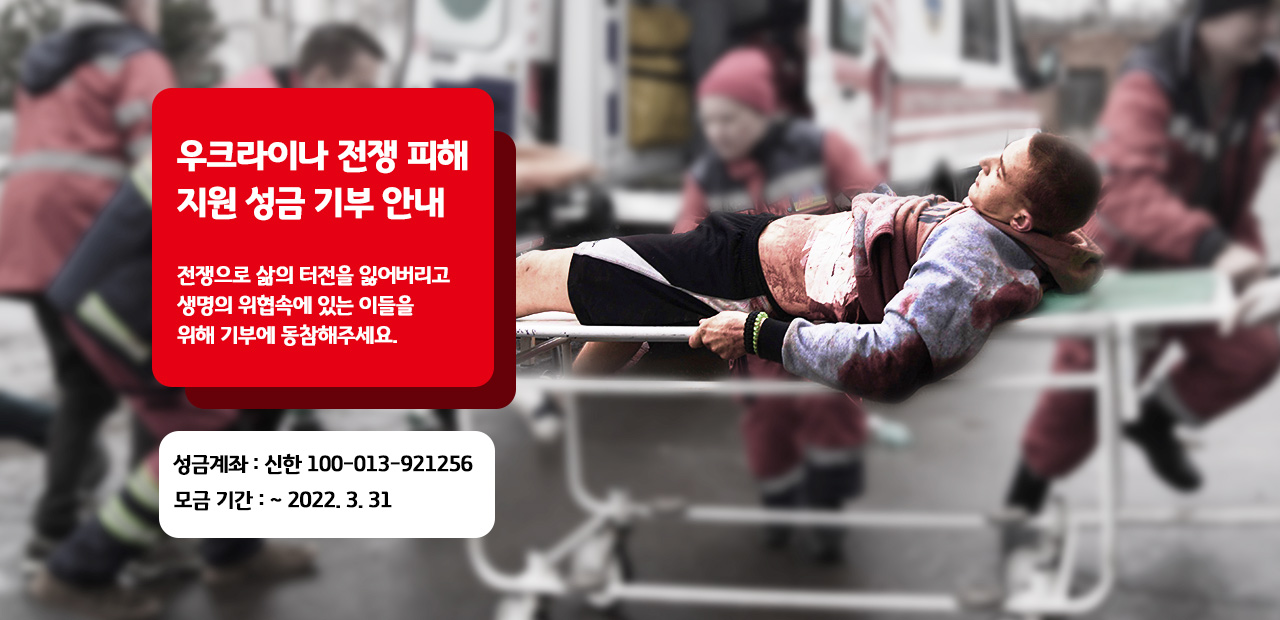 우크라이나 전쟁 피해
지원 성금 기부 안내
전쟁으로 삶의 터전을 잃어버리고
생명의 위협속에 있는 이들을
위해 기부에 동참해주세요.
성금계좌 : 신한 100-013-921256
모금 기간 : ~ 2022. 3. 31